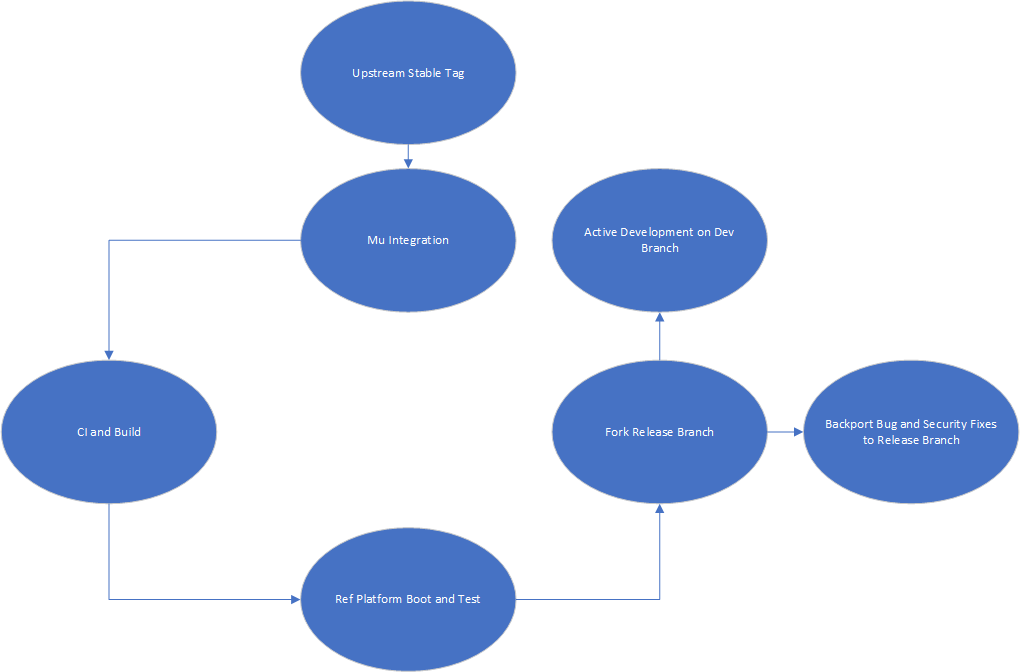 Upstream Stable Tag
Mu Integration
Active Development on Dev
Branch
CI and Build
Fork Release Branch
Backport Bug and Security Fixes
to Release Branch
Ref Platform Boot and Test